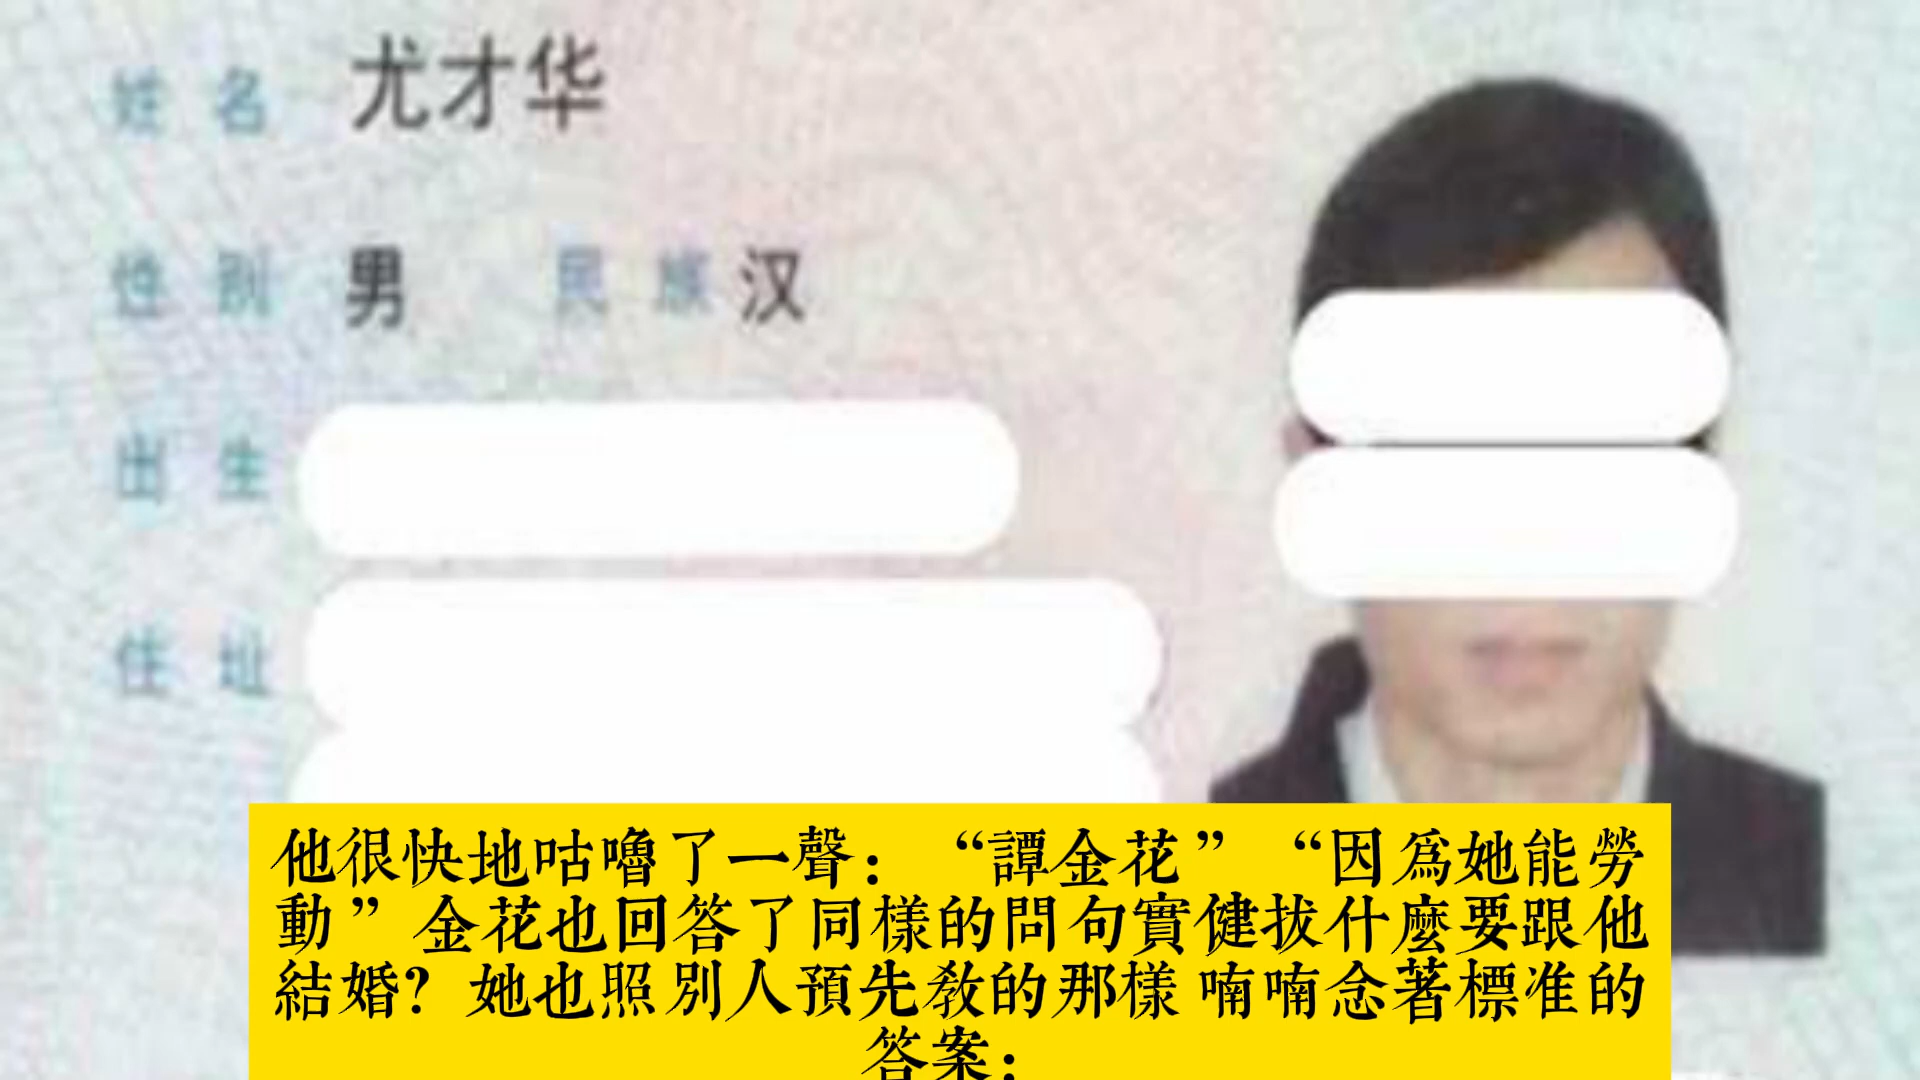 姓名 尤才华
性别 男 民族 汉
出生
住址
他很快地咕嚕了一聲：“譚金花”“因爲她能勞
動”金花也回答了同樣的問句實健拔什麼要跟他
結婚？她也照別人預先教的那樣喃喃念著標准的
答案：